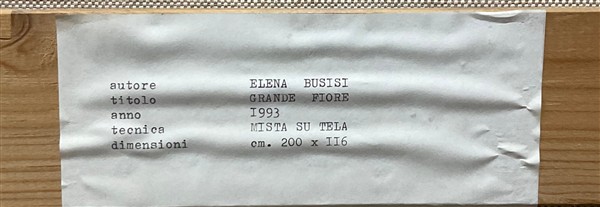 autore ELENA BUSISI
titolo GRANDE FIORE
anno I993
tecnica MISTA SU TELA
dimensioni cm. 200 x II6